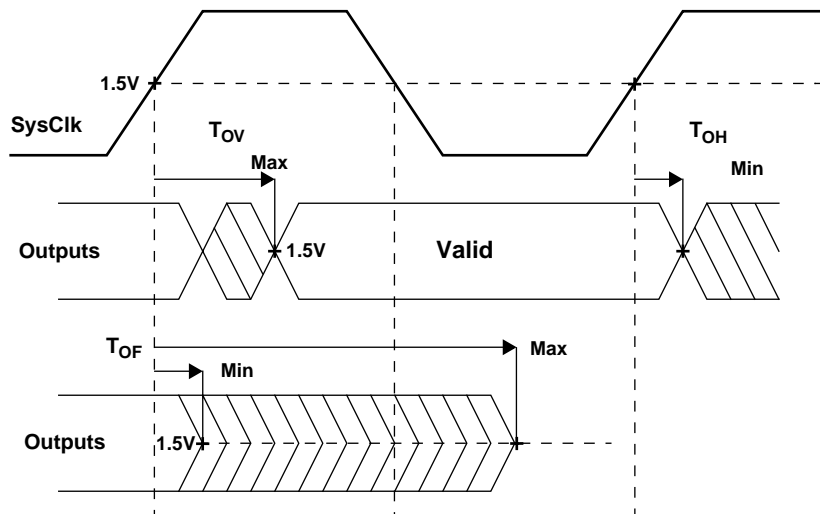 1.5V
SysClk
TOV
TOH
Max
Min
Outputs
1.5V
Valid
TOF
Max
Min
Outputs
1.5V